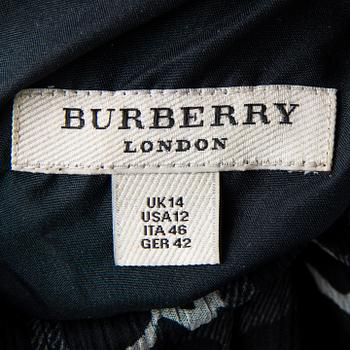 BURBERRY
LONDON
UK14
USA12
ITA 46
GER 42